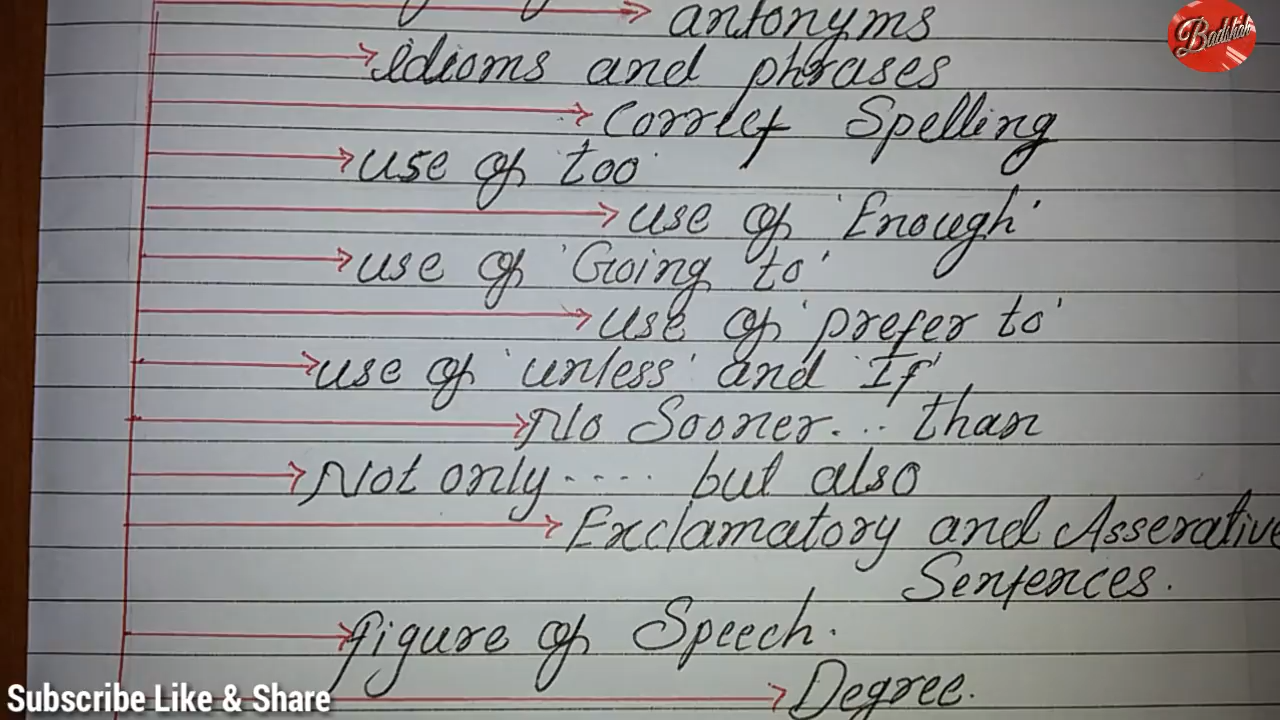 antonyms
Idioms and phrases
Correct Spelling
use of too
use of 'Enough'
use of 'Going to'
use of 'prefer to'
use of 'unless' and 'If'
No Sooner... than
Not only.... but also
Exclamatory and Asserative
Sentences.
figure of Speech.
Degree.
Subscribe Like & Share
Badshah